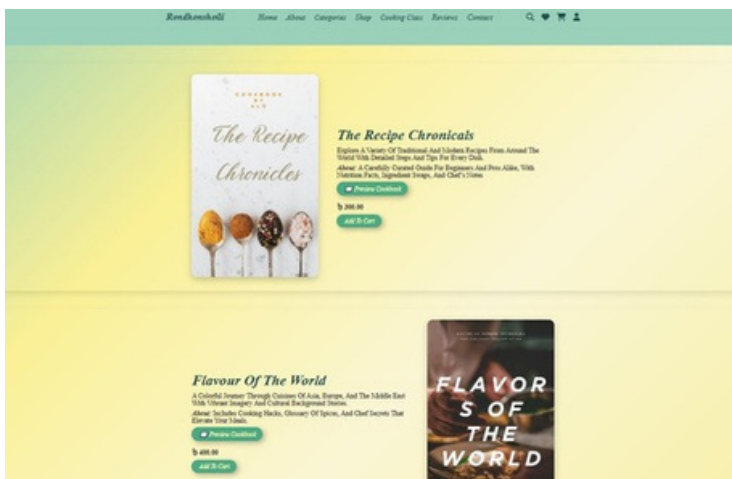 Rondhonsholli Home About Categories Shop Cooking Class Reviews Contact
COOKBOOK
BY
The Recipe
Chronicles
The Recipe Chronicals
Explore A Variety Of Traditional And Modern Recipes From Around The
World With Detailed Steps And Tips For Every Dish.
About: A Carefully Curated Guide For Beginners And Pros Alike, With
Nutrition Facts, Ingredient Swaps, And Chef's Notes
Preview Cookbook
৳ 300.00
Add To Cart
Flavour Of The World
A Colorful Journey Through Cuisines Of Asia, Europe, And The Middle East
With Vibrant Imagery And Cultural Background Stories.
About: Includes Cooking Hacks, Glossary Of Spices, And Chef Secrets That
Elevate Your Meals.
Preview Cookbook
৳ 400.00
Add To Cart
FLAVOR
S OF
THE
WORLD